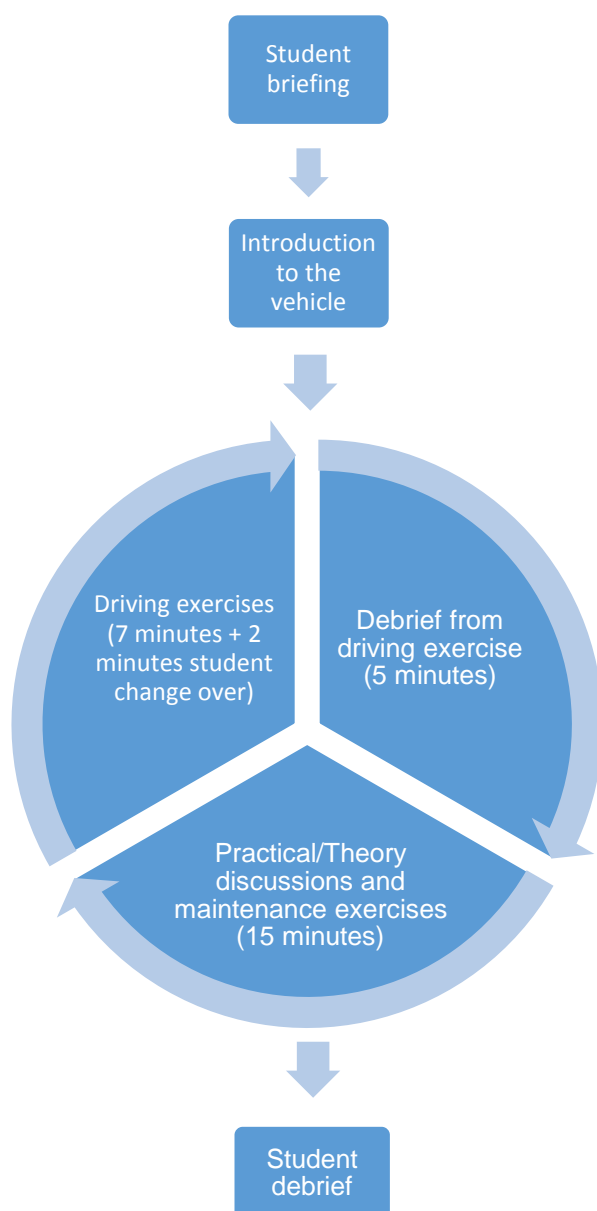 Student
briefing
Introduction
to the
vehicle
Driving exercises
(7 minutes + 2
minutes student
change over)
Debrief from
driving exercise
(5 minutes)
Practical/Theory
discussions and
maintenance exercises
(15 minutes)
Student
debrief